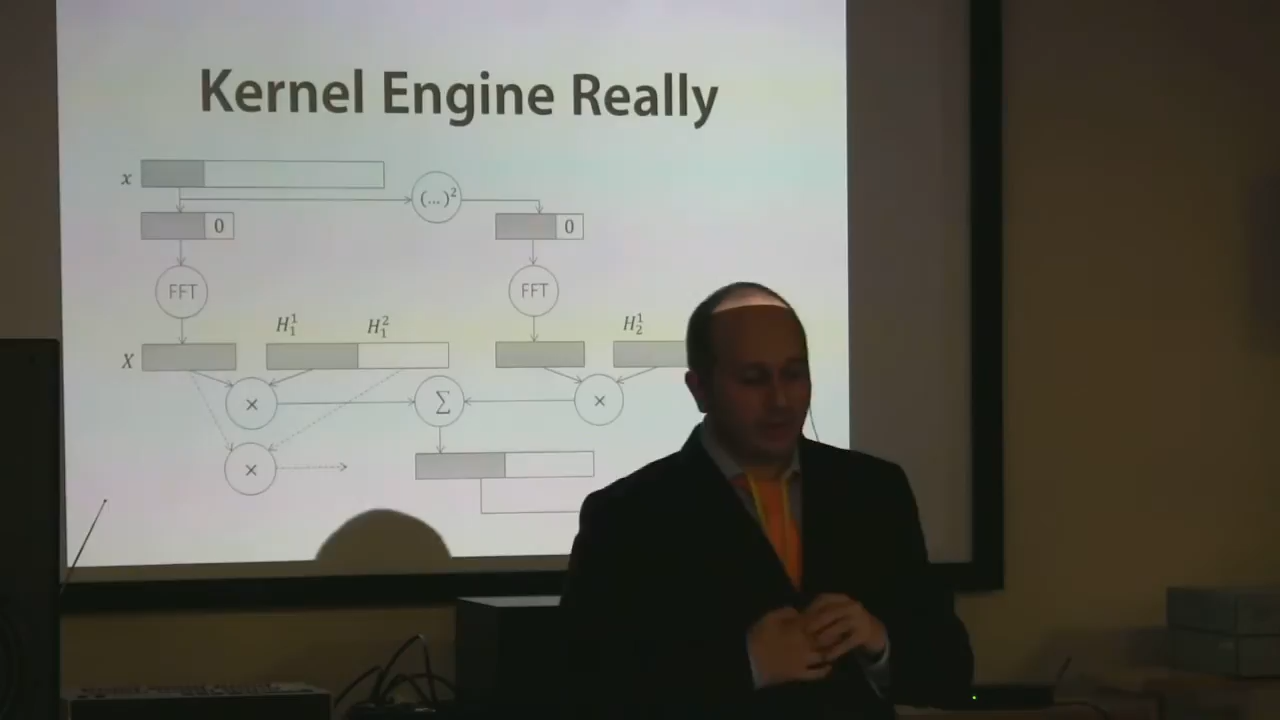 Kernel Engine Really
x
(...)²
0
0
FFT
FFT
H₁¹
H₁²
H₂¹
X
×
∑
×
×